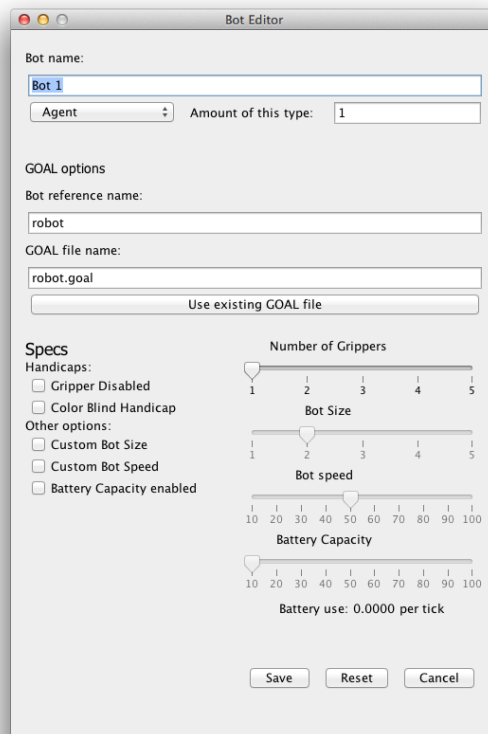 Bot Editor
Bot name:
Bot 1
Agent
Amount of this type:
1
GOAL options
Bot reference name:
robot
GOAL file name:
robot.goal
Use existing GOAL file
Specs
Handicaps:
Gripper Disabled
Color Blind Handicap
Other options:
Custom Bot Size
Custom Bot Speed
Battery Capacity enabled
Number of Grippers
1 2 3 4 5
Bot Size
1 2 3 4 5
Bot speed
10 20 30 40 50 60 70 80 90 100
Battery Capacity
10 20 30 40 50 60 70 80 90 100
Battery use: 0.0000 per tick
Save Reset Cancel